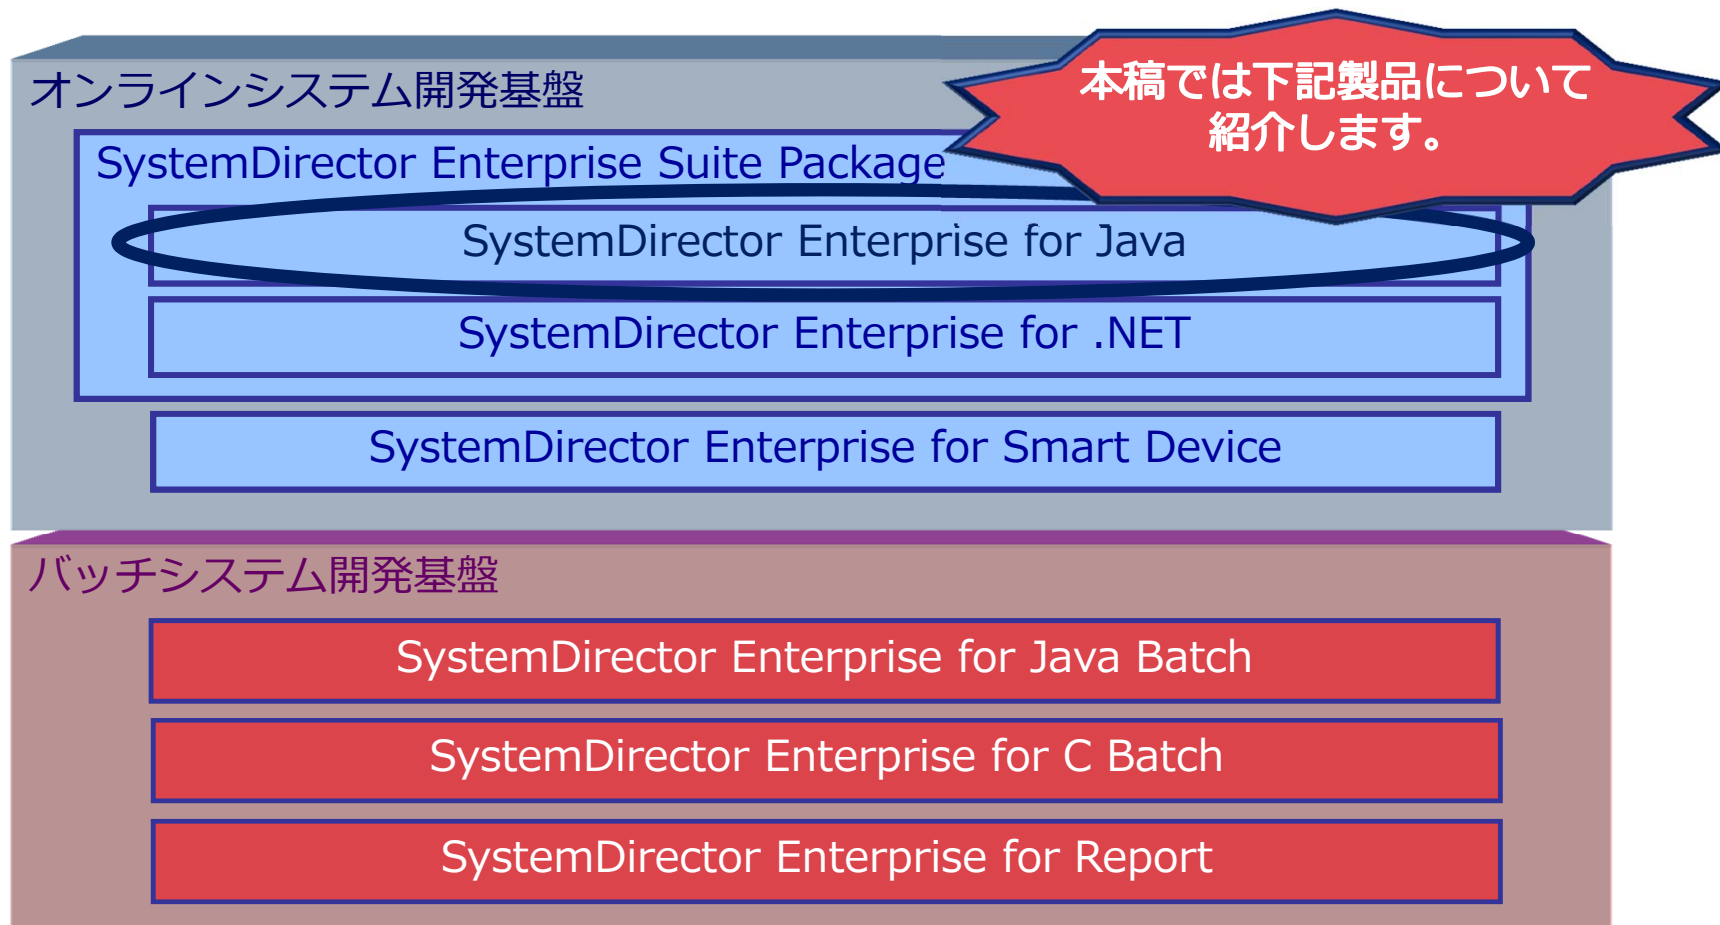 オンラインシステム開発基盤
本稿では下記製品について
紹介します。
SystemDirector Enterprise Suite Package
SystemDirector Enterprise for Java
SystemDirector Enterprise for .NET
SystemDirector Enterprise for Smart Device
バッチシステム開発基盤
SystemDirector Enterprise for Java Batch
SystemDirector Enterprise for C Batch
SystemDirector Enterprise for Report